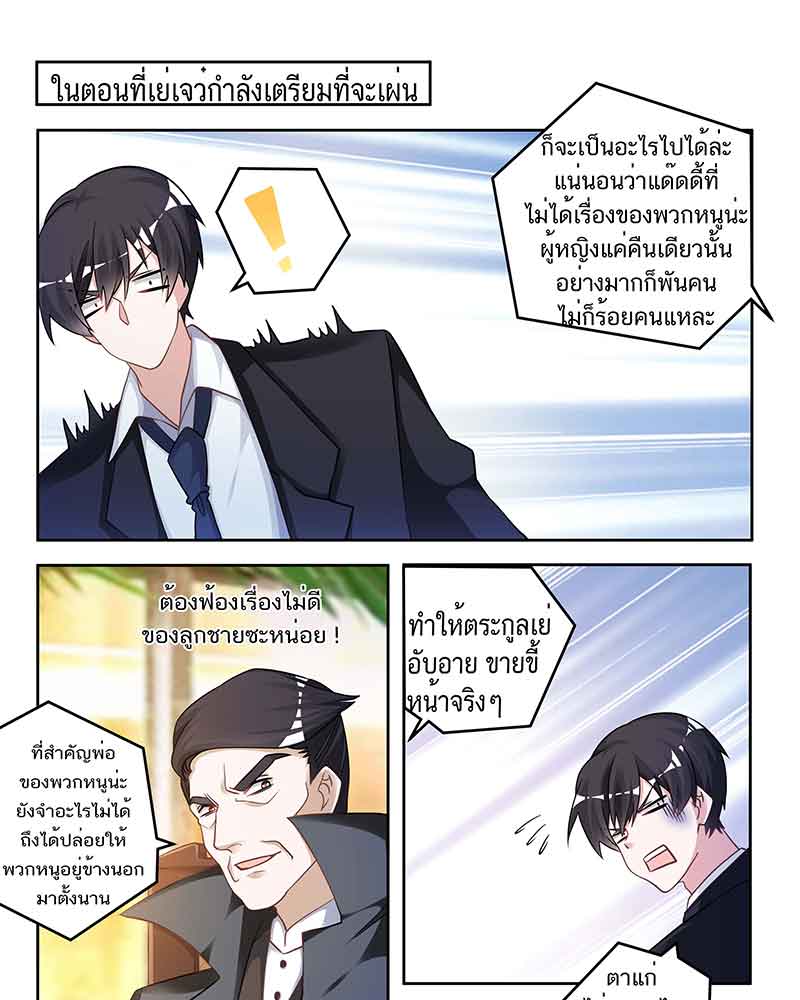 ในตอนที่เย่เจว๋กำลังเตรียมที่จะเผ่น
ก็จะเป็นอะไรไปได้ล่ะ
แน่นอนว่าแด๊ดดี้ที่
ไม่ได้เรื่องของพวกหนูน่ะ
ผู้หญิงแค่คืนเดียวนั้น
อย่างมากก็พันคน
ไม่ก็ร้อยคนแหละ
!
ต้องฟ้องเรื่องไม่ดี
ของลูกชายซะหน่อย !
ที่สำคัญพ่อ
ของพวกหนูน่ะ
ยังจำอะไรไม่ได้
ถึงได้ปล่อยให้
พวกหนูอยู่ข้างนอก
มาตั้งนาน
ทำให้ตระกูลเย่
อับอาย ขายขี้
หน้าจริงๆ
ตาแก่